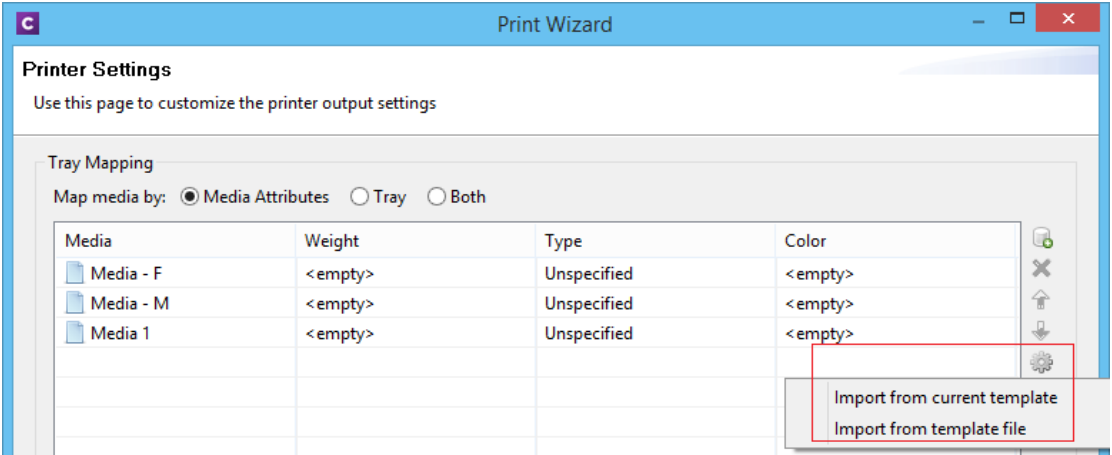 C
Print Wizard
Printer Settings
Use this page to customize the printer output settings
Tray Mapping
Map media by: Media Attributes Tray Both
Media Weight Type Color
Media - F <empty> Unspecified <empty>
Media - M <empty> Unspecified <empty>
Media 1 <empty> Unspecified <empty>
Import from current template
Import from template file